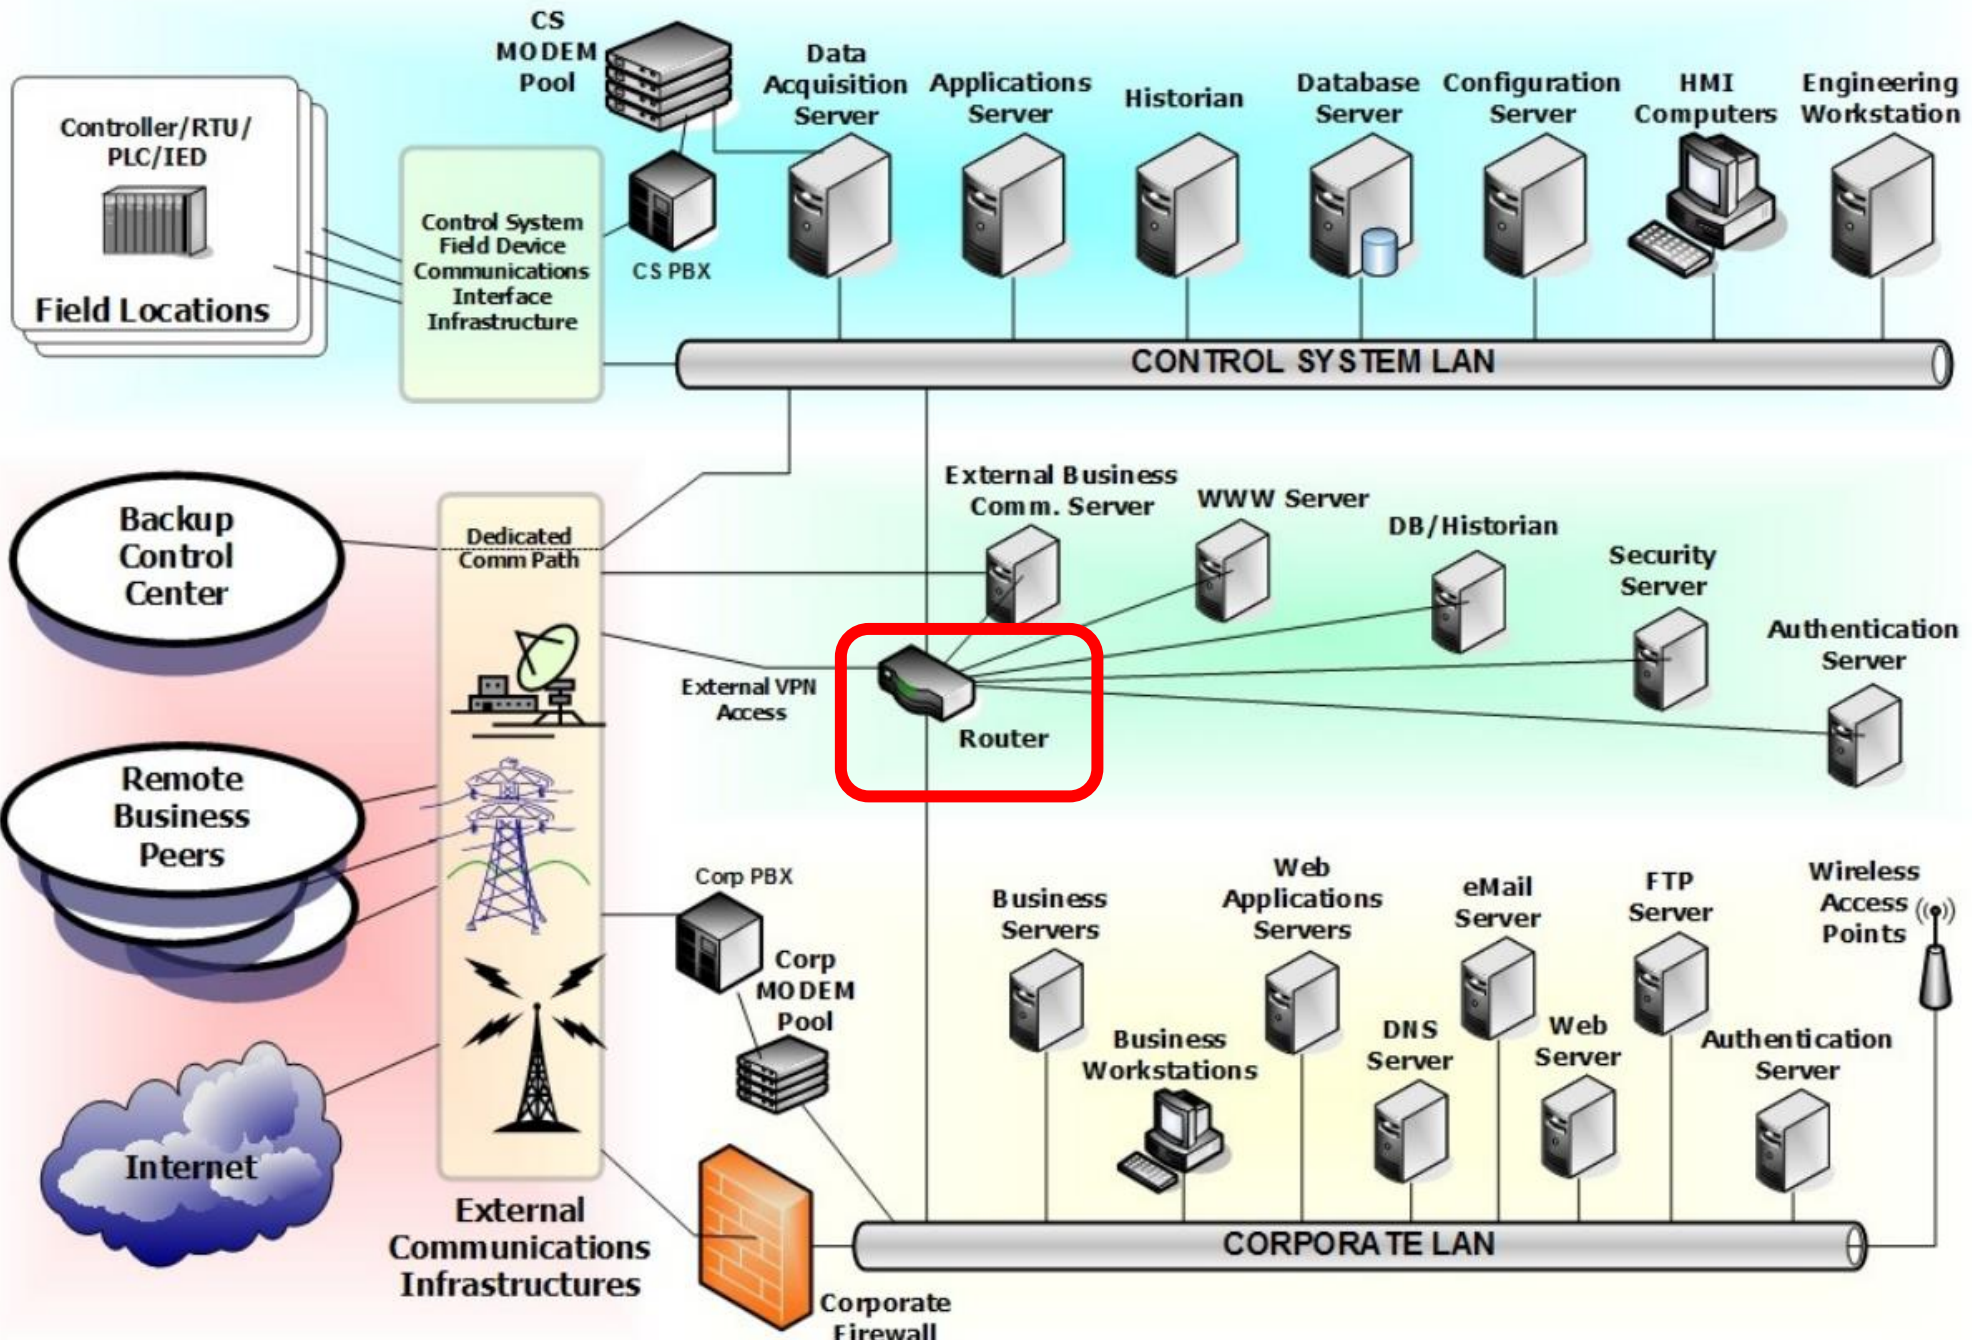 CS
MODEM
Pool
Data
Acquisition
Server
Applications
Server
Historian
Database
Server
Configuration
Server
HMI
Computers
Engineering
Workstation
Controller/RTU/
PLC/IED
Field Locations
Control System
Field Device
Communications
Interface
Infrastructure
CS PBX
CONTROL SYSTEM LAN
Backup
Control
Center
Dedicated
Comm Path
External Business
Comm. Server
WWW Server
DB/Historian
Security
Server
Authentication
Server
External VPN
Access
Router
Remote
Business
Peers
Corp PBX
Corp
MODEM
Pool
Business
Servers
Business
Workstations
Web
Applications
Servers
DNS
Server
eMail
Server
Web
Server
FTP
Server
Authentication
Server
Wireless
Access
Points
Internet
External
Communications
Infrastructures
CORPORATE LAN
Corporate
Firewall